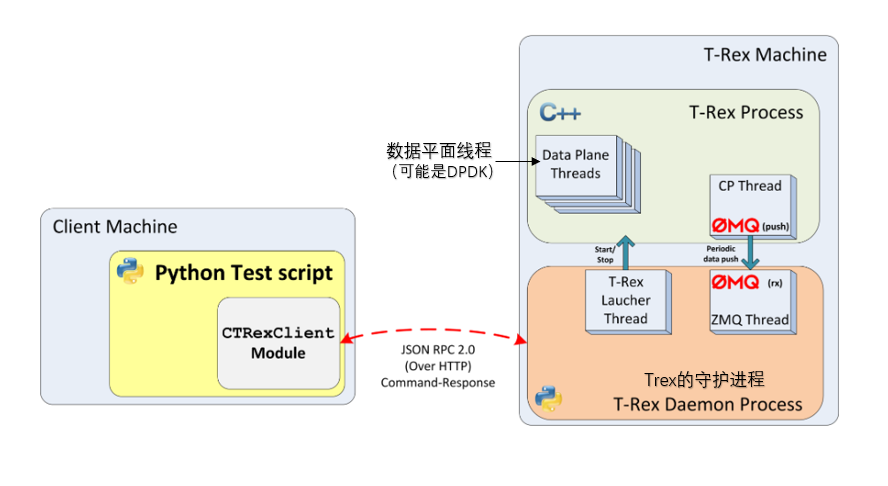 T-Rex Machine
C++
T-Rex Process
数据平面线程
（可能是DPDK）
Data Plane
Threads
CP Thread
ØMQ (push)
Client Machine
Python Test script
CTRexClient
Module
Start/
Stop
Periodic
data push
T-Rex
Laucher
Thread
ØMQ (rx)
ZMQ Thread
JSON RPC 2.0
(Over HTTP)
Command-Response
Trex的守护进程
T-Rex Daemon Process